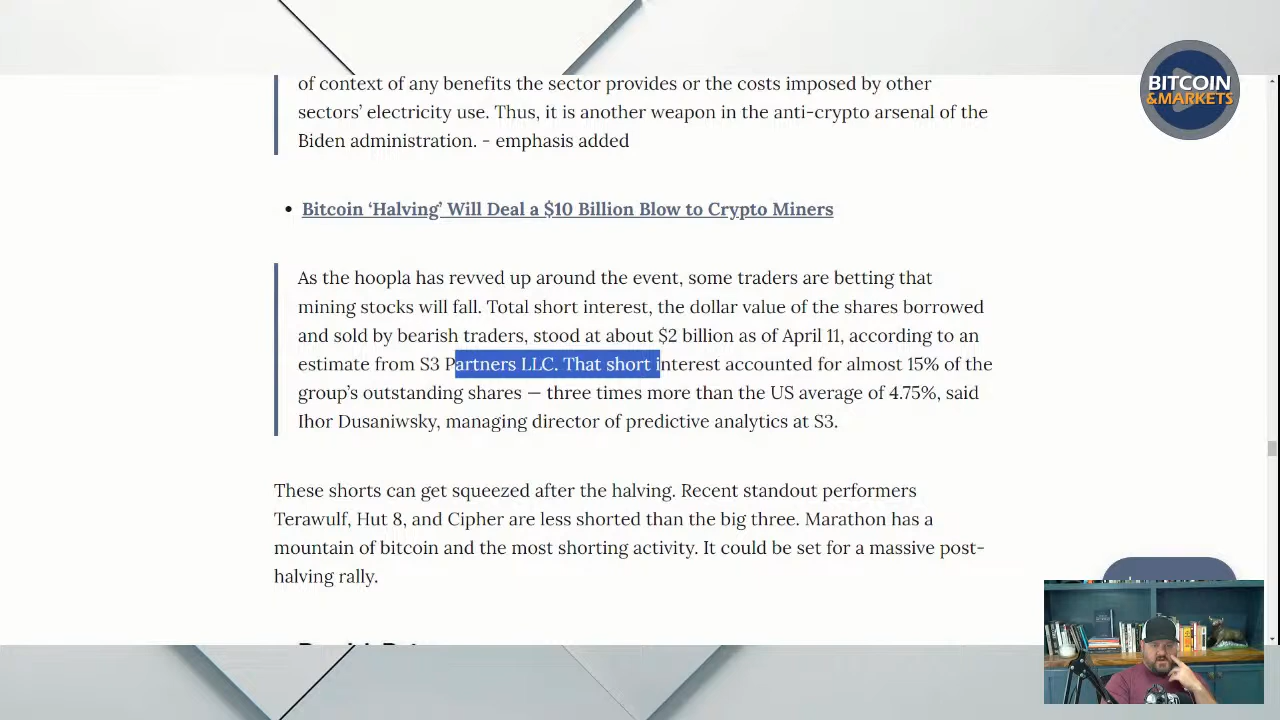 BITCOIN
&MARKETS
of context of any benefits the sector provides or the costs imposed by other
sectors’ electricity use. Thus, it is another weapon in the anti-crypto arsenal of the
Biden administration. - emphasis added
• Bitcoin ‘Halving’ Will Deal a $10 Billion Blow to Crypto Miners
As the hoopla has revved up around the event, some traders are betting that
mining stocks will fall. Total short interest, the dollar value of the shares borrowed
and sold by bearish traders, stood at about $2 billion as of April 11, according to an
estimate from S3 Partners LLC. That short interest accounted for almost 15% of the
group’s outstanding shares — three times more than the US average of 4.75%, said
Ihor Dusaniwsky, managing director of predictive analytics at S3.
These shorts can get squeezed after the halving. Recent standout performers
Terawulf, Hut 8, and Cipher are less shorted than the big three. Marathon has a
mountain of bitcoin and the most shorting activity. It could be set for a massive post-
halving rally.